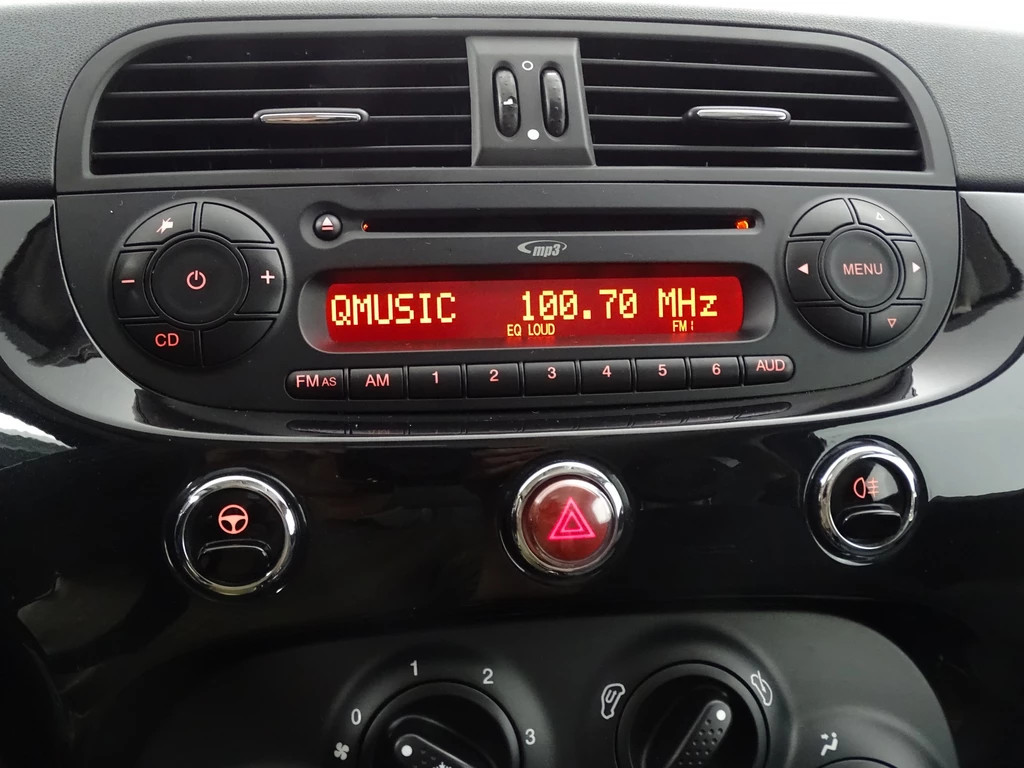 mp3
QMUSIC 100.70 MHz
EQ LOUD FM1
MENU
CD
FM AS AM 1 2 3 4 5 6 AUD
0 1 2 3